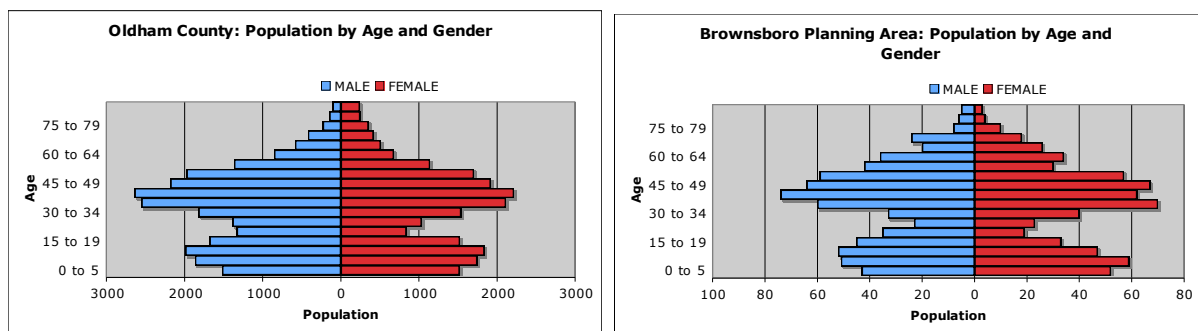 Oldham County: Population by Age and Gender
MALE FEMALE
Age
75 to 79
60 to 64
45 to 49
30 to 34
15 to 19
0 to 5
3000 2000 1000 0 1000 2000 3000
Population
Brownsboro Planning Area: Population by Age and
Gender
MALE FEMALE
Age
75 to 79
60 to 64
45 to 49
30 to 34
15 to 19
0 to 5
100 80 60 40 20 0 20 40 60 80
Population